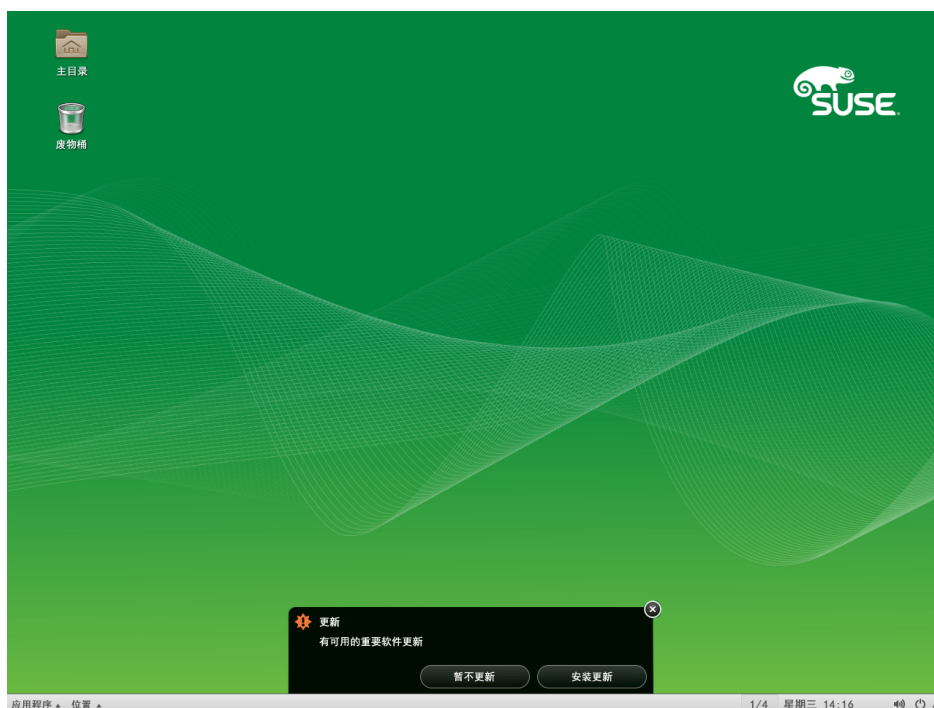 主目录
SUSE
废物桶
更新
有可用的重要软件更新
暂不更新 安装更新
应用程序 位置 1/4 星期三 14:16